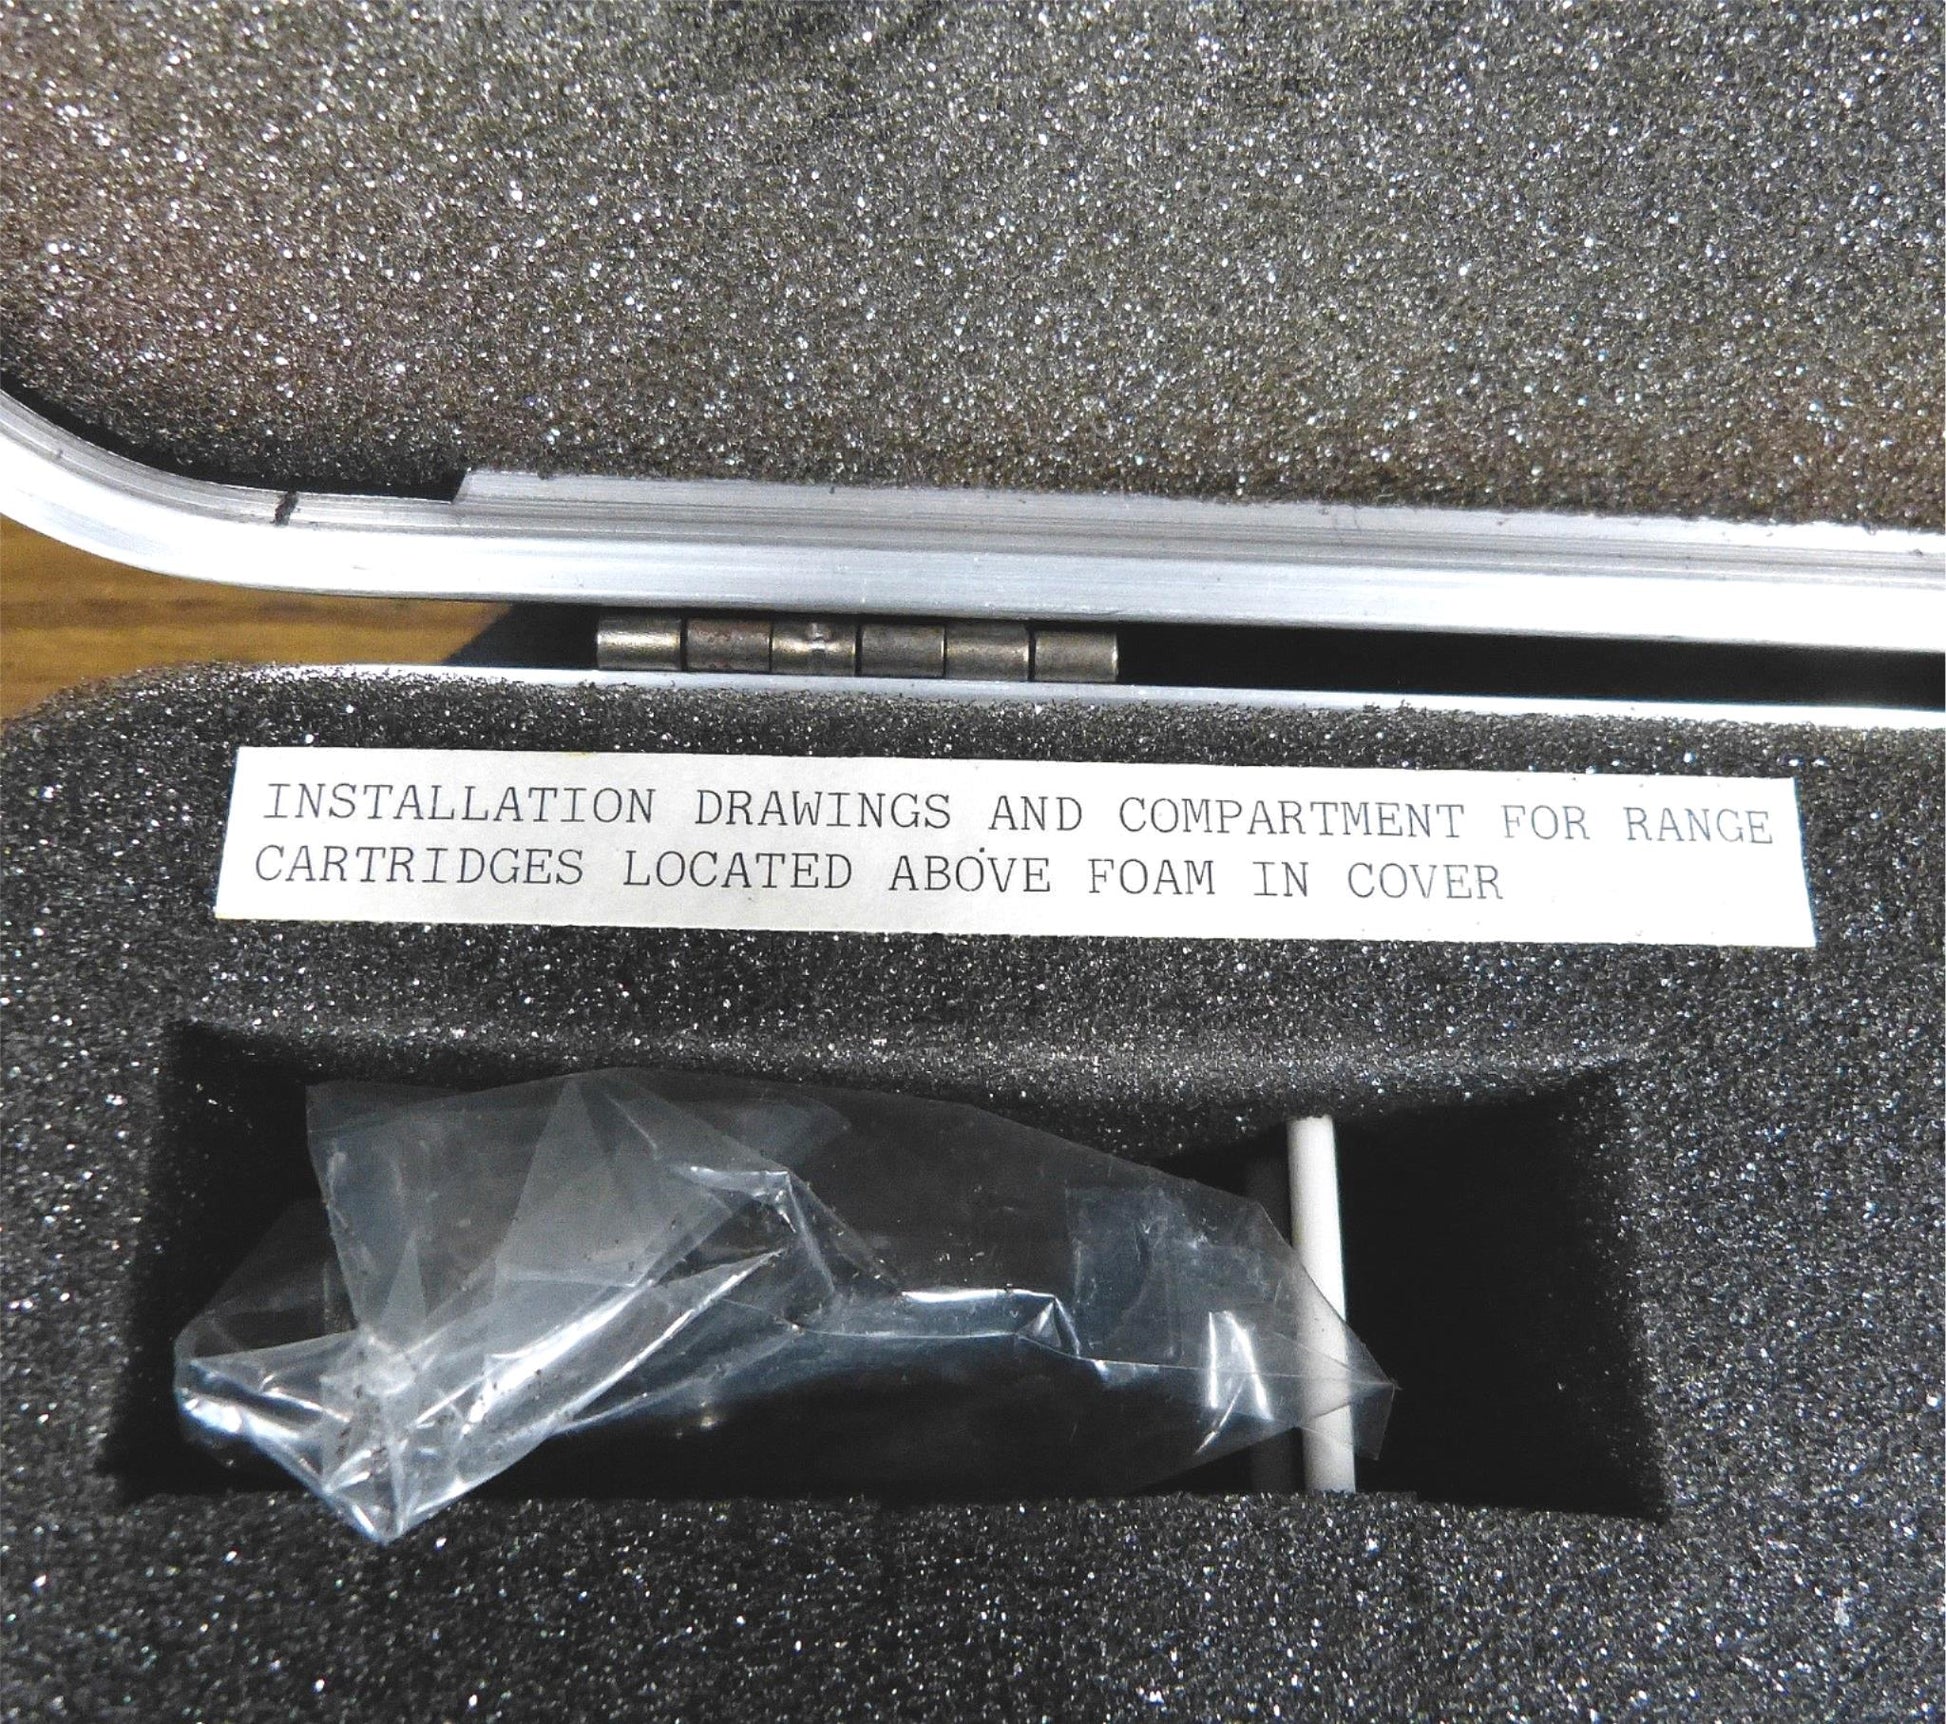 INSTALLATION DRAWINGS AND COMPARTMENT FOR RANGE
CARTRIDGES LOCATED ABOVE FOAM IN COVER